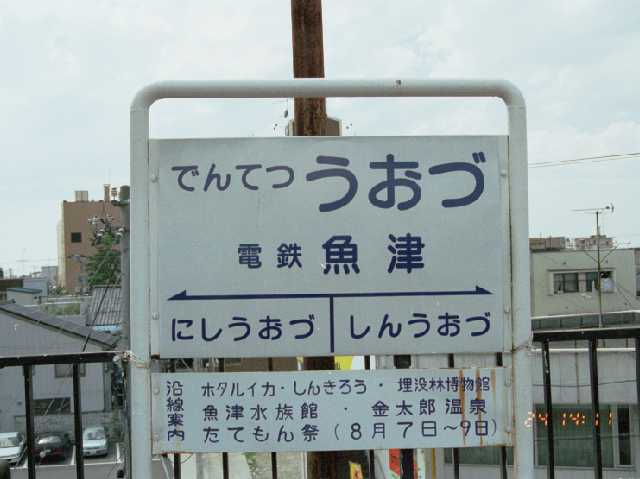 でんてつ うおづ
電鉄 魚津
にしうおづ しんうおづ
沿線案内
ホタルイカ・しんきろう・埋没林博物館
魚津水族館・金太郎温泉
たてもん祭(8月7日~9日)
24 14:11